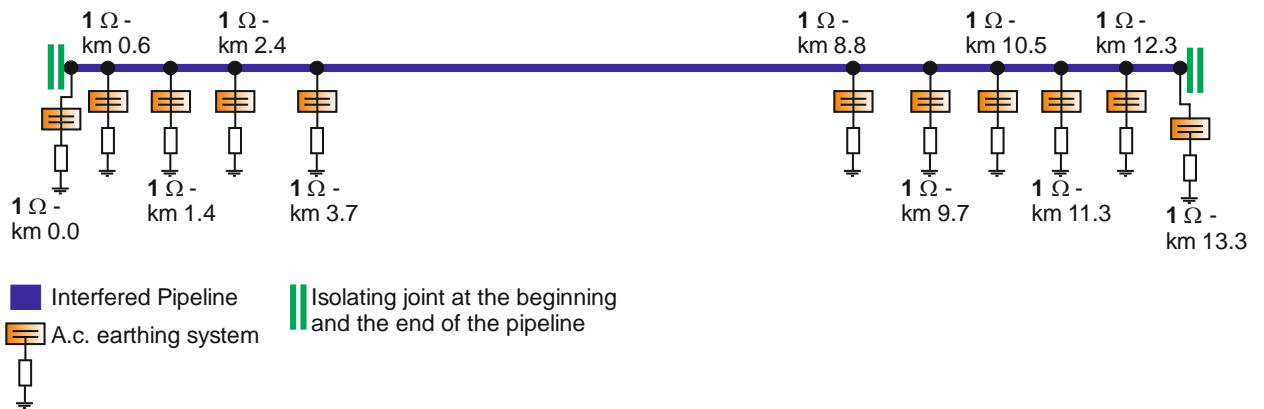 1 Ω -
km 0.6
1 Ω -
km 2.4
1 Ω -
km 8.8
1 Ω -
km 10.5
1 Ω -
km 12.3
1 Ω -
km 0.0
1 Ω -
km 1.4
1 Ω -
km 3.7
1 Ω -
km 9.7
1 Ω -
km 11.3
1 Ω -
km 13.3
Interfered Pipeline
A.c. earthing system
Isolating joint at the beginning
and the end of the pipeline